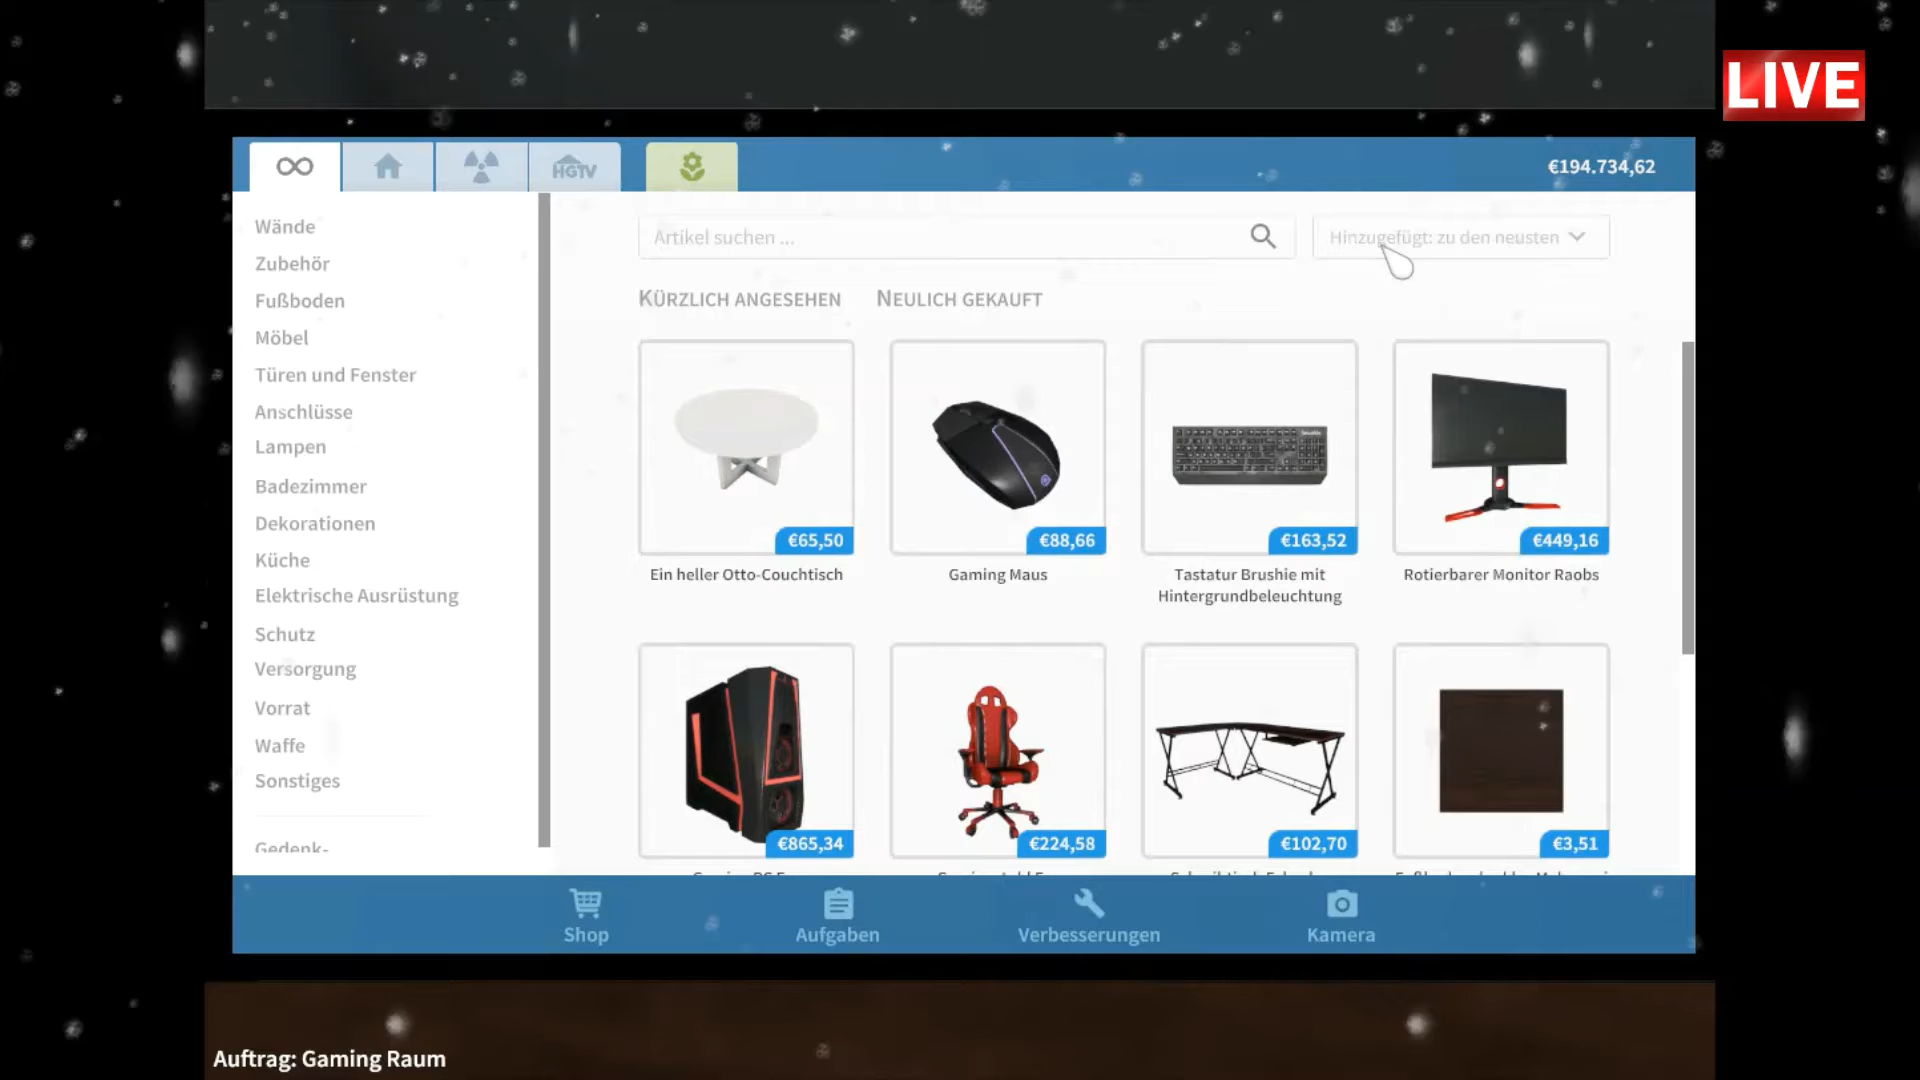 LIVE
HGTV
€194.734,62
Wände
Zubehör
Fußboden
Möbel
Türen und Fenster
Anschlüsse
Lampen
Badezimmer
Dekorationen
Küche
Elektrische Ausrüstung
Schutz
Versorgung
Vorrat
Waffe
Sonstiges
Gedenk-
Artikel suchen ...
Hinzugefügt: zu den neusten
KÜRZLICH ANGESEHEN
NEULICH GEKAUFT
€65,50
€88,66
€163,52
€449,16
Ein heller Otto-Couchtisch
Gaming Maus
Tastatur Brushie mit
Hintergrundbeleuchtung
Rotierbarer Monitor Raobs
€865,34
€224,58
€102,70
€3,51
Shop
Aufgaben
Verbesserungen
Kamera
Auftrag: Gaming Raum